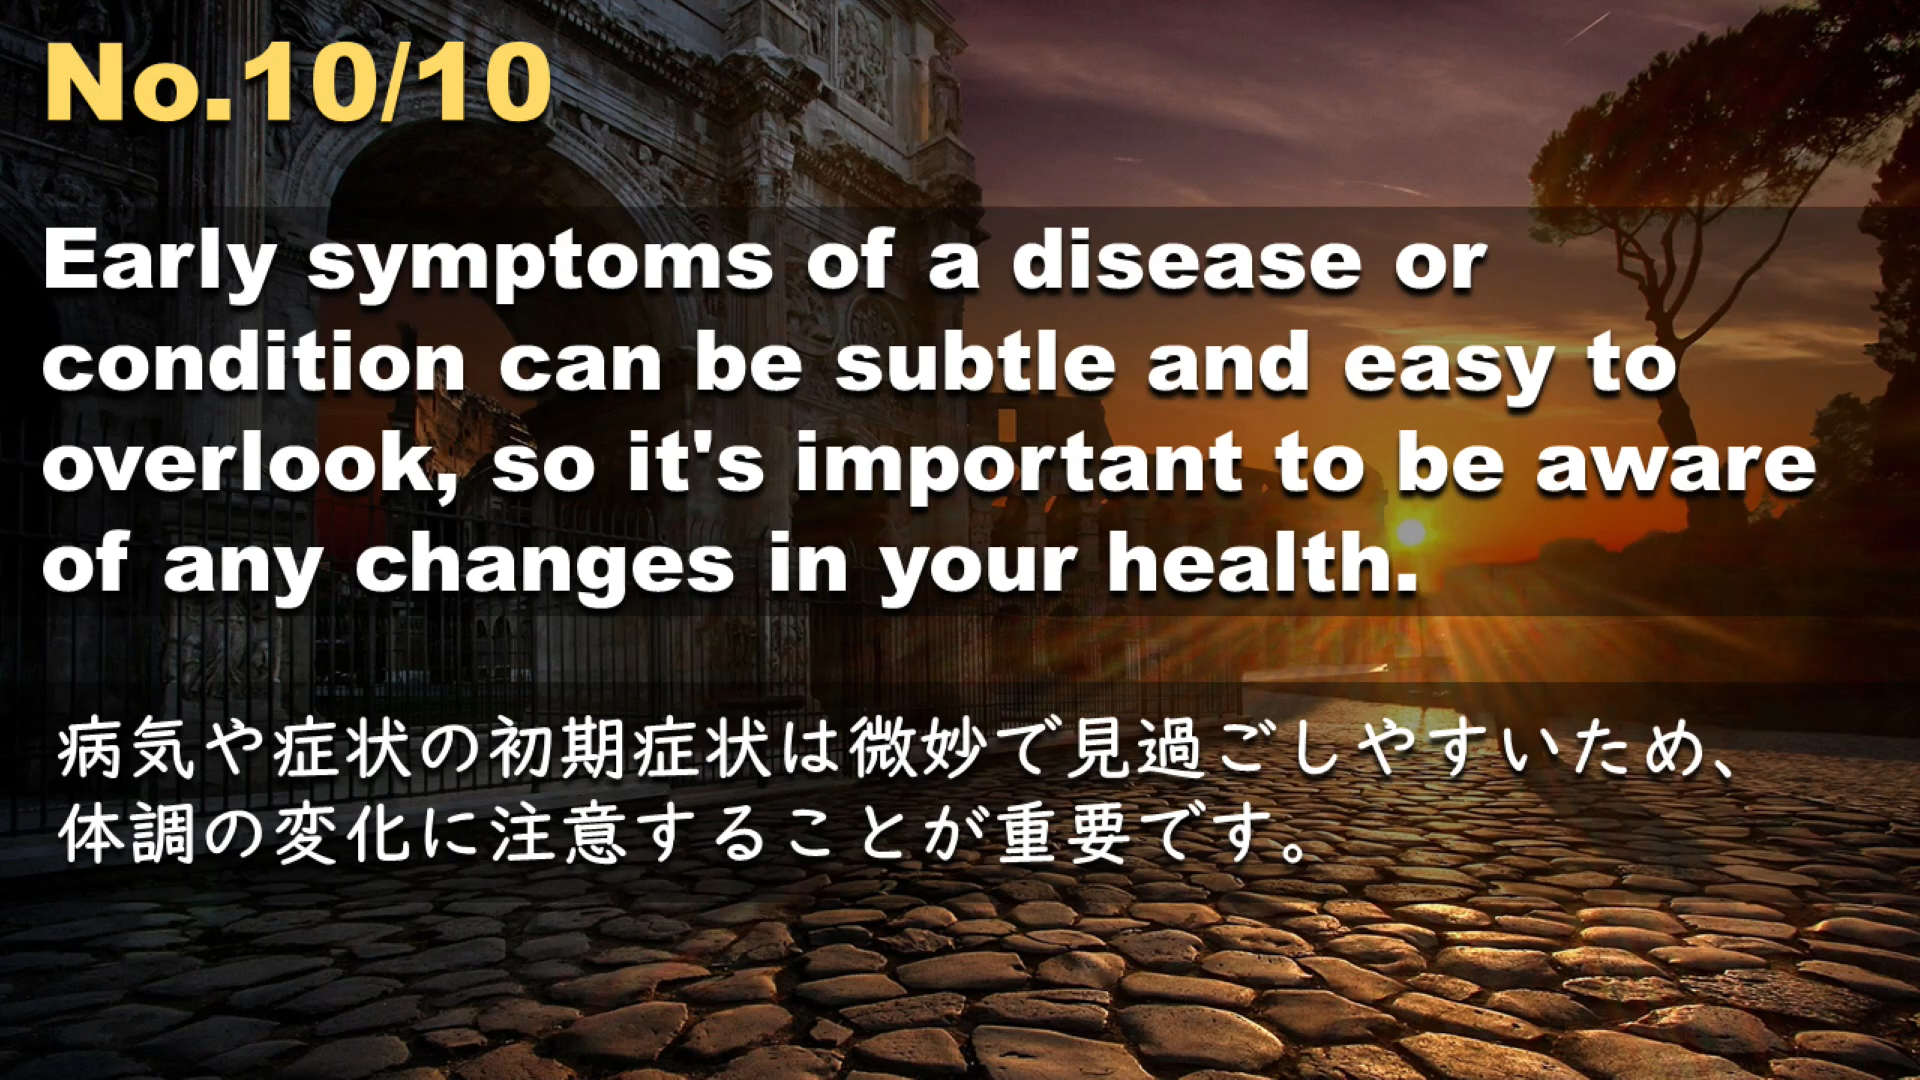 No.10/10
Early symptoms of a disease or
condition can be subtle and easy to
overlook, so it's important to be aware
of any changes in your health.
病気や症状の初期症状は微妙で見過ごしやすいため、
体調の変化に注意することが重要です。